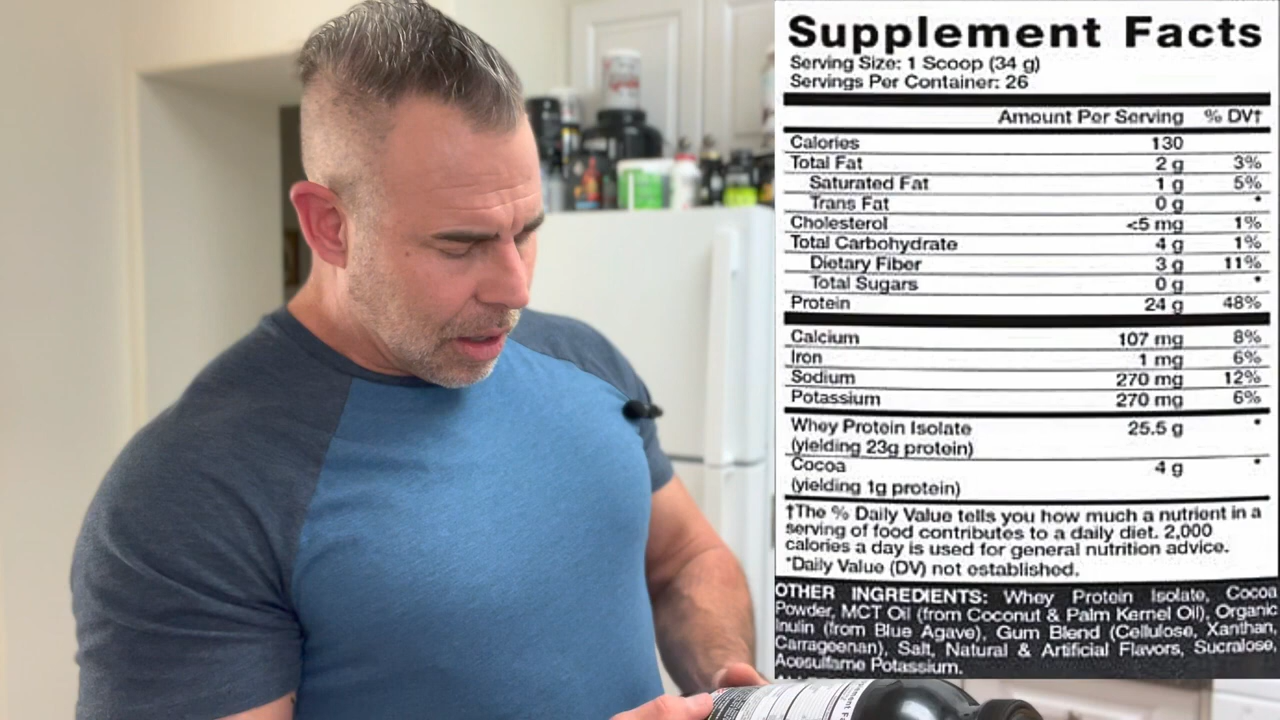 Supplement Facts
Serving Size: 1 Scoop (34 g)
Servings Per Container: 26
Amount Per Serving % DV†
Calories 130
Total Fat 2 g 3%
Saturated Fat 1 g 5%
Trans Fat 0 g *
Cholesterol <5 mg 1%
Total Carbohydrate 4 g 1%
Dietary Fiber 3 g 11%
Total Sugars 0 g *
Protein 24 g 48%
Calcium 107 mg 8%
Iron 1 mg 6%
Sodium 270 mg 12%
Potassium 270 mg 6%
Whey Protein Isolate 25.5 g *
(yielding 23g protein)
Cocoa 4 g *
(yielding 1g protein)
†The % Daily Value tells you how much a nutrient in a
serving of food contributes to a daily diet. 2,000
calories a day is used for general nutrition advice.
*Daily Value (DV) not established.
OTHER INGREDIENTS: Whey Protein Isolate, Cocoa
Powder, MCT Oil (from Coconut & Palm Kernel Oil), Organic
Inulin (from Blue Agave), Gum Blend (Cellulose, Xanthan,
Carrageenan), Salt, Natural & Artificial Flavors, Sucralose,
Acesulfame Potassium.